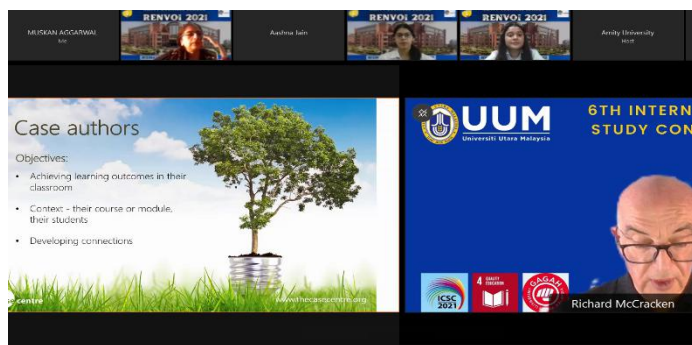 MUSKAN AGGARWAL
Me
RENVOI 2021
Aashna Jain
RENVOI 2021
RENVOI 2021
Amity University
Host
Case authors
Objectives:
• Achieving learning outcomes in their
classroom
• Context - their course or module,
their students
• Developing connections
centre
www.thecasecentre.org
UUM
Universiti Utara Malaysia
6TH INTERN
STUDY CON
ICSC
2021
4 QUALITY
EDUCATION
GAGAH
Richard McCracken